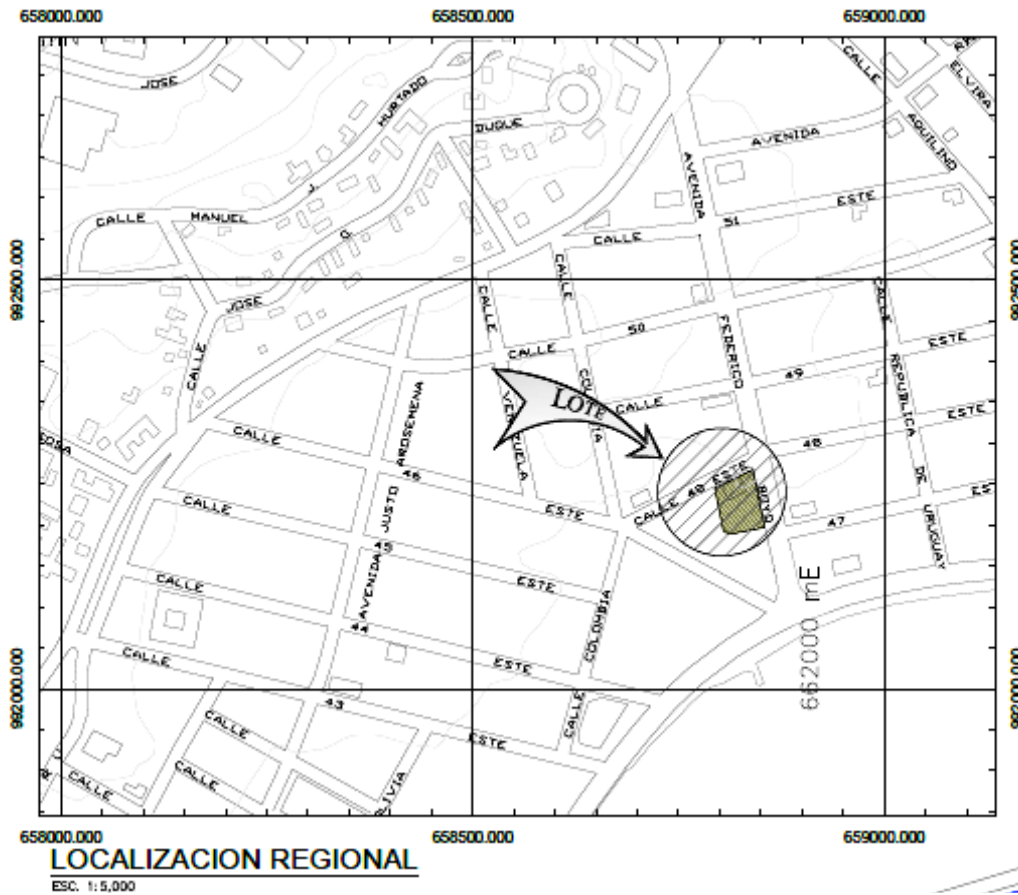 658000.000
658500.000
659000.000
992500.000
992500.000
992000.000
992000.000
JOSE
HURTADO
J.
MANUEL
CALLE
DUQUE
G.
JOSE
CALLE
AVENIDA
AVENIDA
CALLE
AQUILINO
ELVIRA
CALLE
51
ESTE
CALLE
CALLE
CALLE
50
FEDERICO
BOYD
CALLE
49
ESTE
CALLE
REPUBLICA
DE
URUGUAY
VENEZUELA
LOTE
48
ESTE
CALLE 48 ESTE
47
CALLE
46
ESTE
AVENIDA JUSTO AROSEMENA
CALLE
45
ESTE
CALLE
44
ESTE
CALLE
COLOMBIA
CALLE
43
ESTE
CALLE
CALLE
CALLE
662000 mE
658000.000
658500.000
659000.000
LOCALIZACION REGIONAL
ESC. 1:5,000